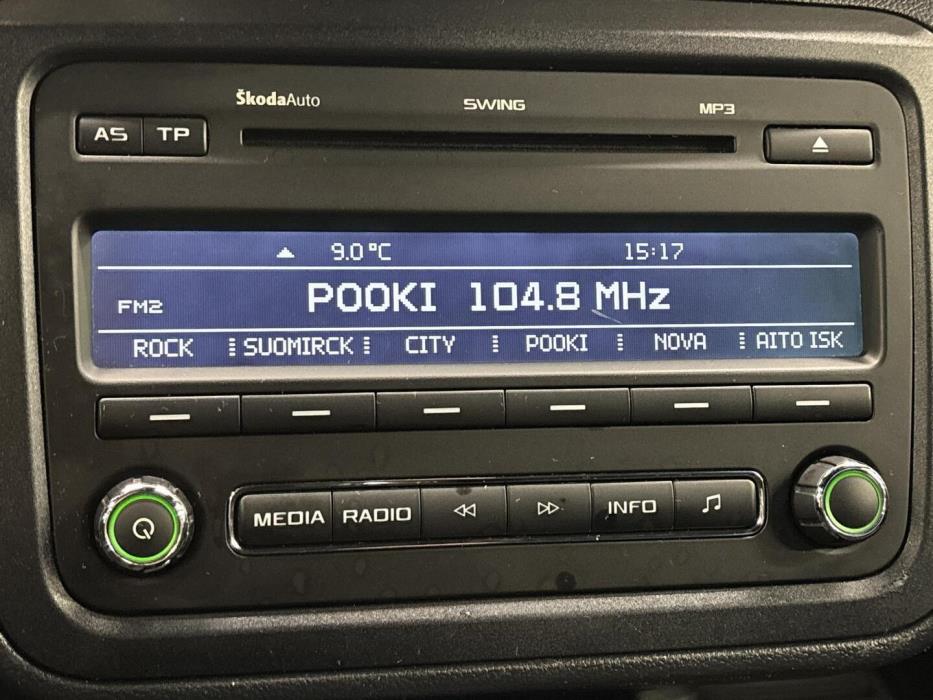 ŠkodaAuto SWING MP3
AS TP
9.0°C 15:17
FM2 POOKI 104.8 MHz
ROCK SUOMIRCK CITY POOKI NOVA AITO ISK
MEDIA RADIO INFO